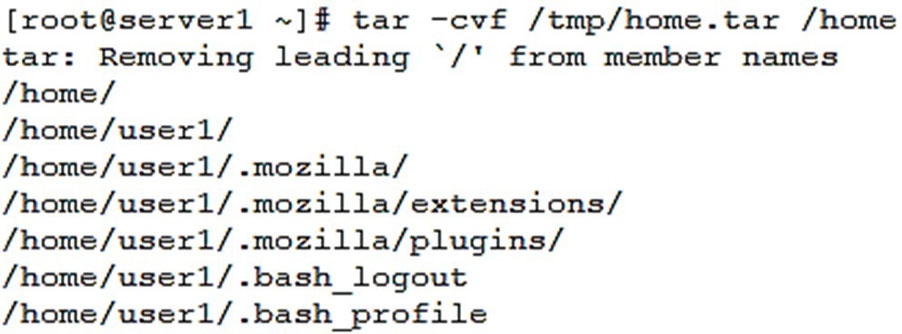 [root@server1 ~]# tar -cvf /tmp/home.tar /home
tar: Removing leading `/' from member names
/home/
/home/user1/
/home/user1/.mozilla/
/home/user1/.mozilla/extensions/
/home/user1/.mozilla/plugins/
/home/user1/.bash_logout
/home/user1/.bash_profile